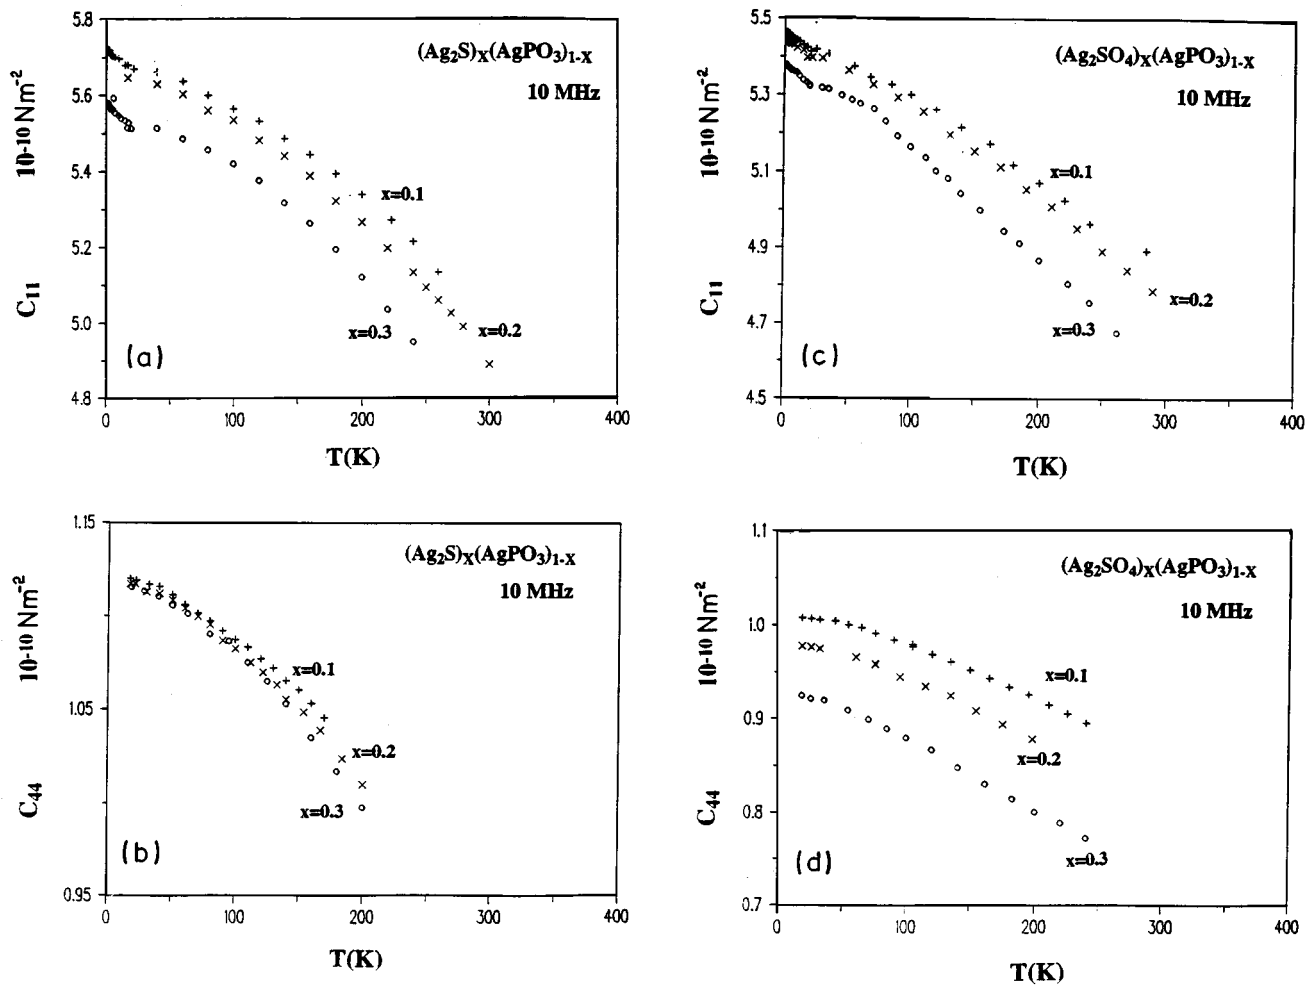 5.8
5.6
5.4
5.2
5.0
4.8
0
100
200
300
400
C₁₁ 10⁻¹⁰ Nm⁻²
T(K)
(Ag₂S)ₓ(AgPO₃)₁₋ₓ
10 MHz
x=0.1
x=0.3
x=0.2
(a)
5.5
5.3
5.1
4.9
4.7
4.5
0
100
200
300
400
C₁₁ 10⁻¹⁰ Nm⁻²
T(K)
(Ag₂SO₄)ₓ(AgPO₃)₁₋ₓ
10 MHz
x=0.1
x=0.2
x=0.3
(c)
1.15
1.05
0.95
0
100
200
300
400
C₄₄ 10⁻¹⁰ Nm⁻²
T(K)
(Ag₂S)ₓ(AgPO₃)₁₋ₓ
10 MHz
x=0.1
x=0.2
x=0.3
(b)
1.1
1.0
0.9
0.8
0.7
0
100
200
300
400
C₄₄ 10⁻¹⁰ Nm⁻²
T(K)
(Ag₂SO₄)ₓ(AgPO₃)₁₋ₓ
10 MHz
x=0.1
x=0.2
x=0.3
(d)